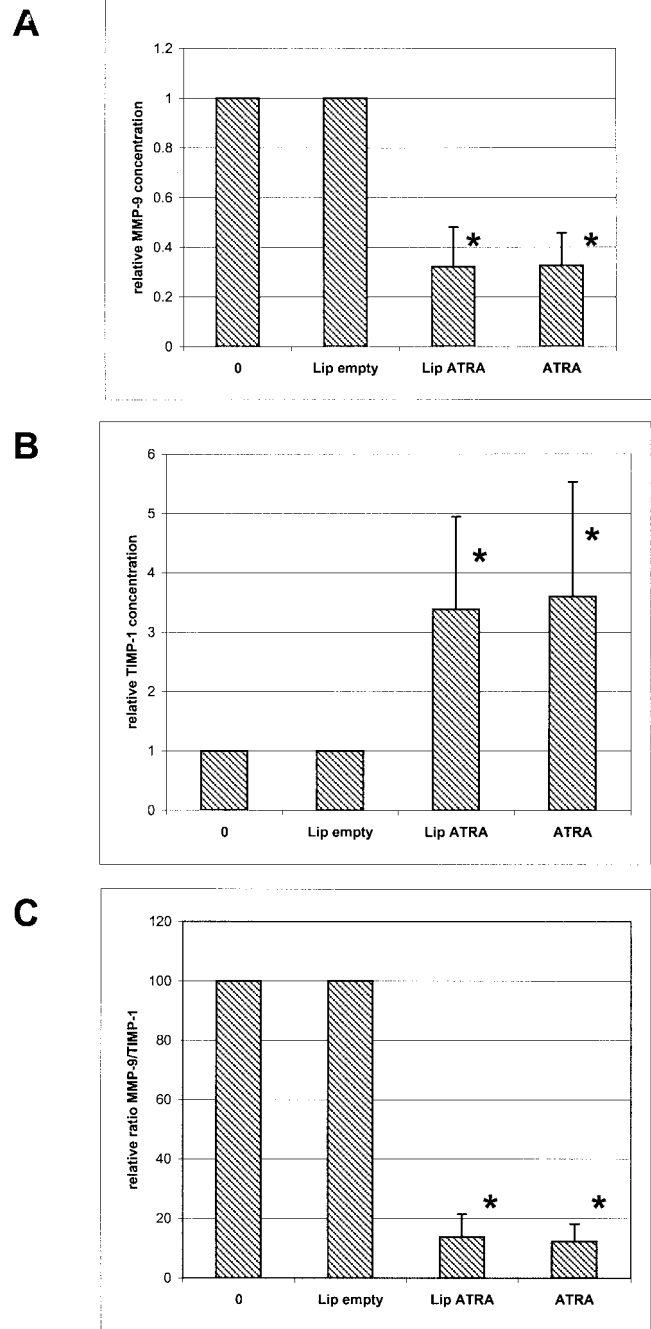 A
relative MMP-9 concentration
1.2
1
0.8
0.6
0.4
0.2
0
* *
0 Lip empty Lip ATRA ATRA
B
relative TIMP-1 concentration
6
5
4
3
2
1
0
* *
0 Lip empty Lip ATRA ATRA
C
relative ratio MMP-9/TIMP-1
120
100
80
60
40
20
0
* *
0 Lip empty Lip ATRA ATRA